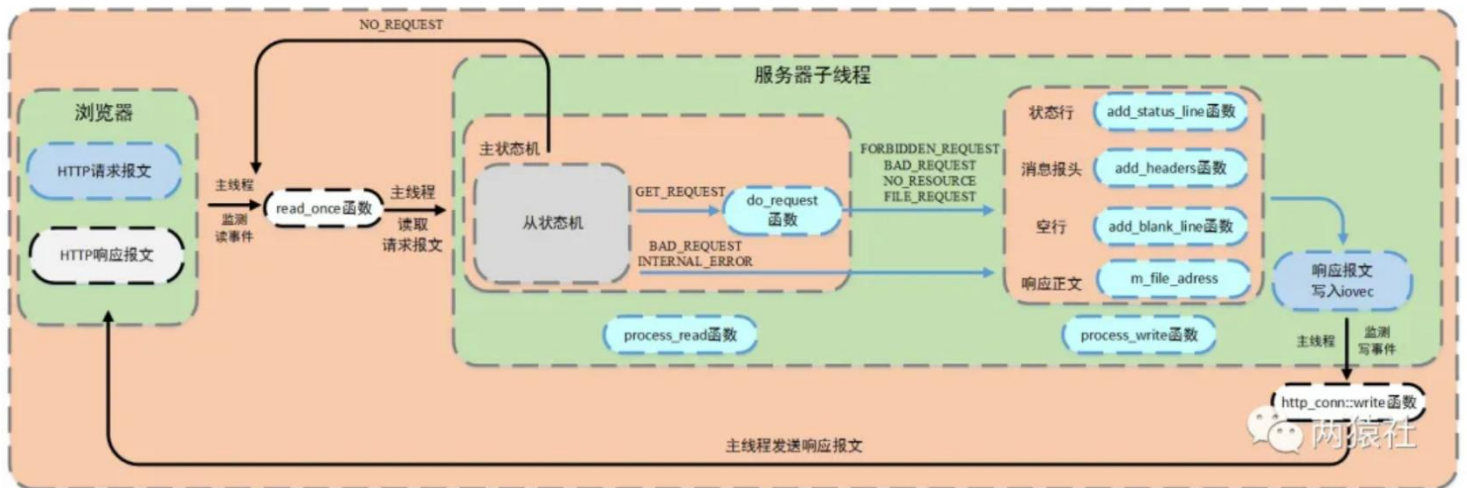 NO_REQUEST
服务器子线程
浏览器
HTTP请求报文
HTTP响应报文
主线程
监测
读事件
read_once函数
主线程
读取
请求报文
主状态机
从状态机
GET_REQUEST
do_request
函数
BAD_REQUEST
INTERNAL_ERROR
process_read函数
FORBIDDEN_REQUEST
BAD_REQUEST
NO_RESOURCE
FILE_REQUEST
状态行
add_status_line函数
消息报头
add_headers函数
空行
add_blank_line函数
响应正文
m_file_adress
process_write函数
响应报文
写入iovec
主线程
监测
写事件
http_conn::write函数
两猿社
主线程发送响应报文